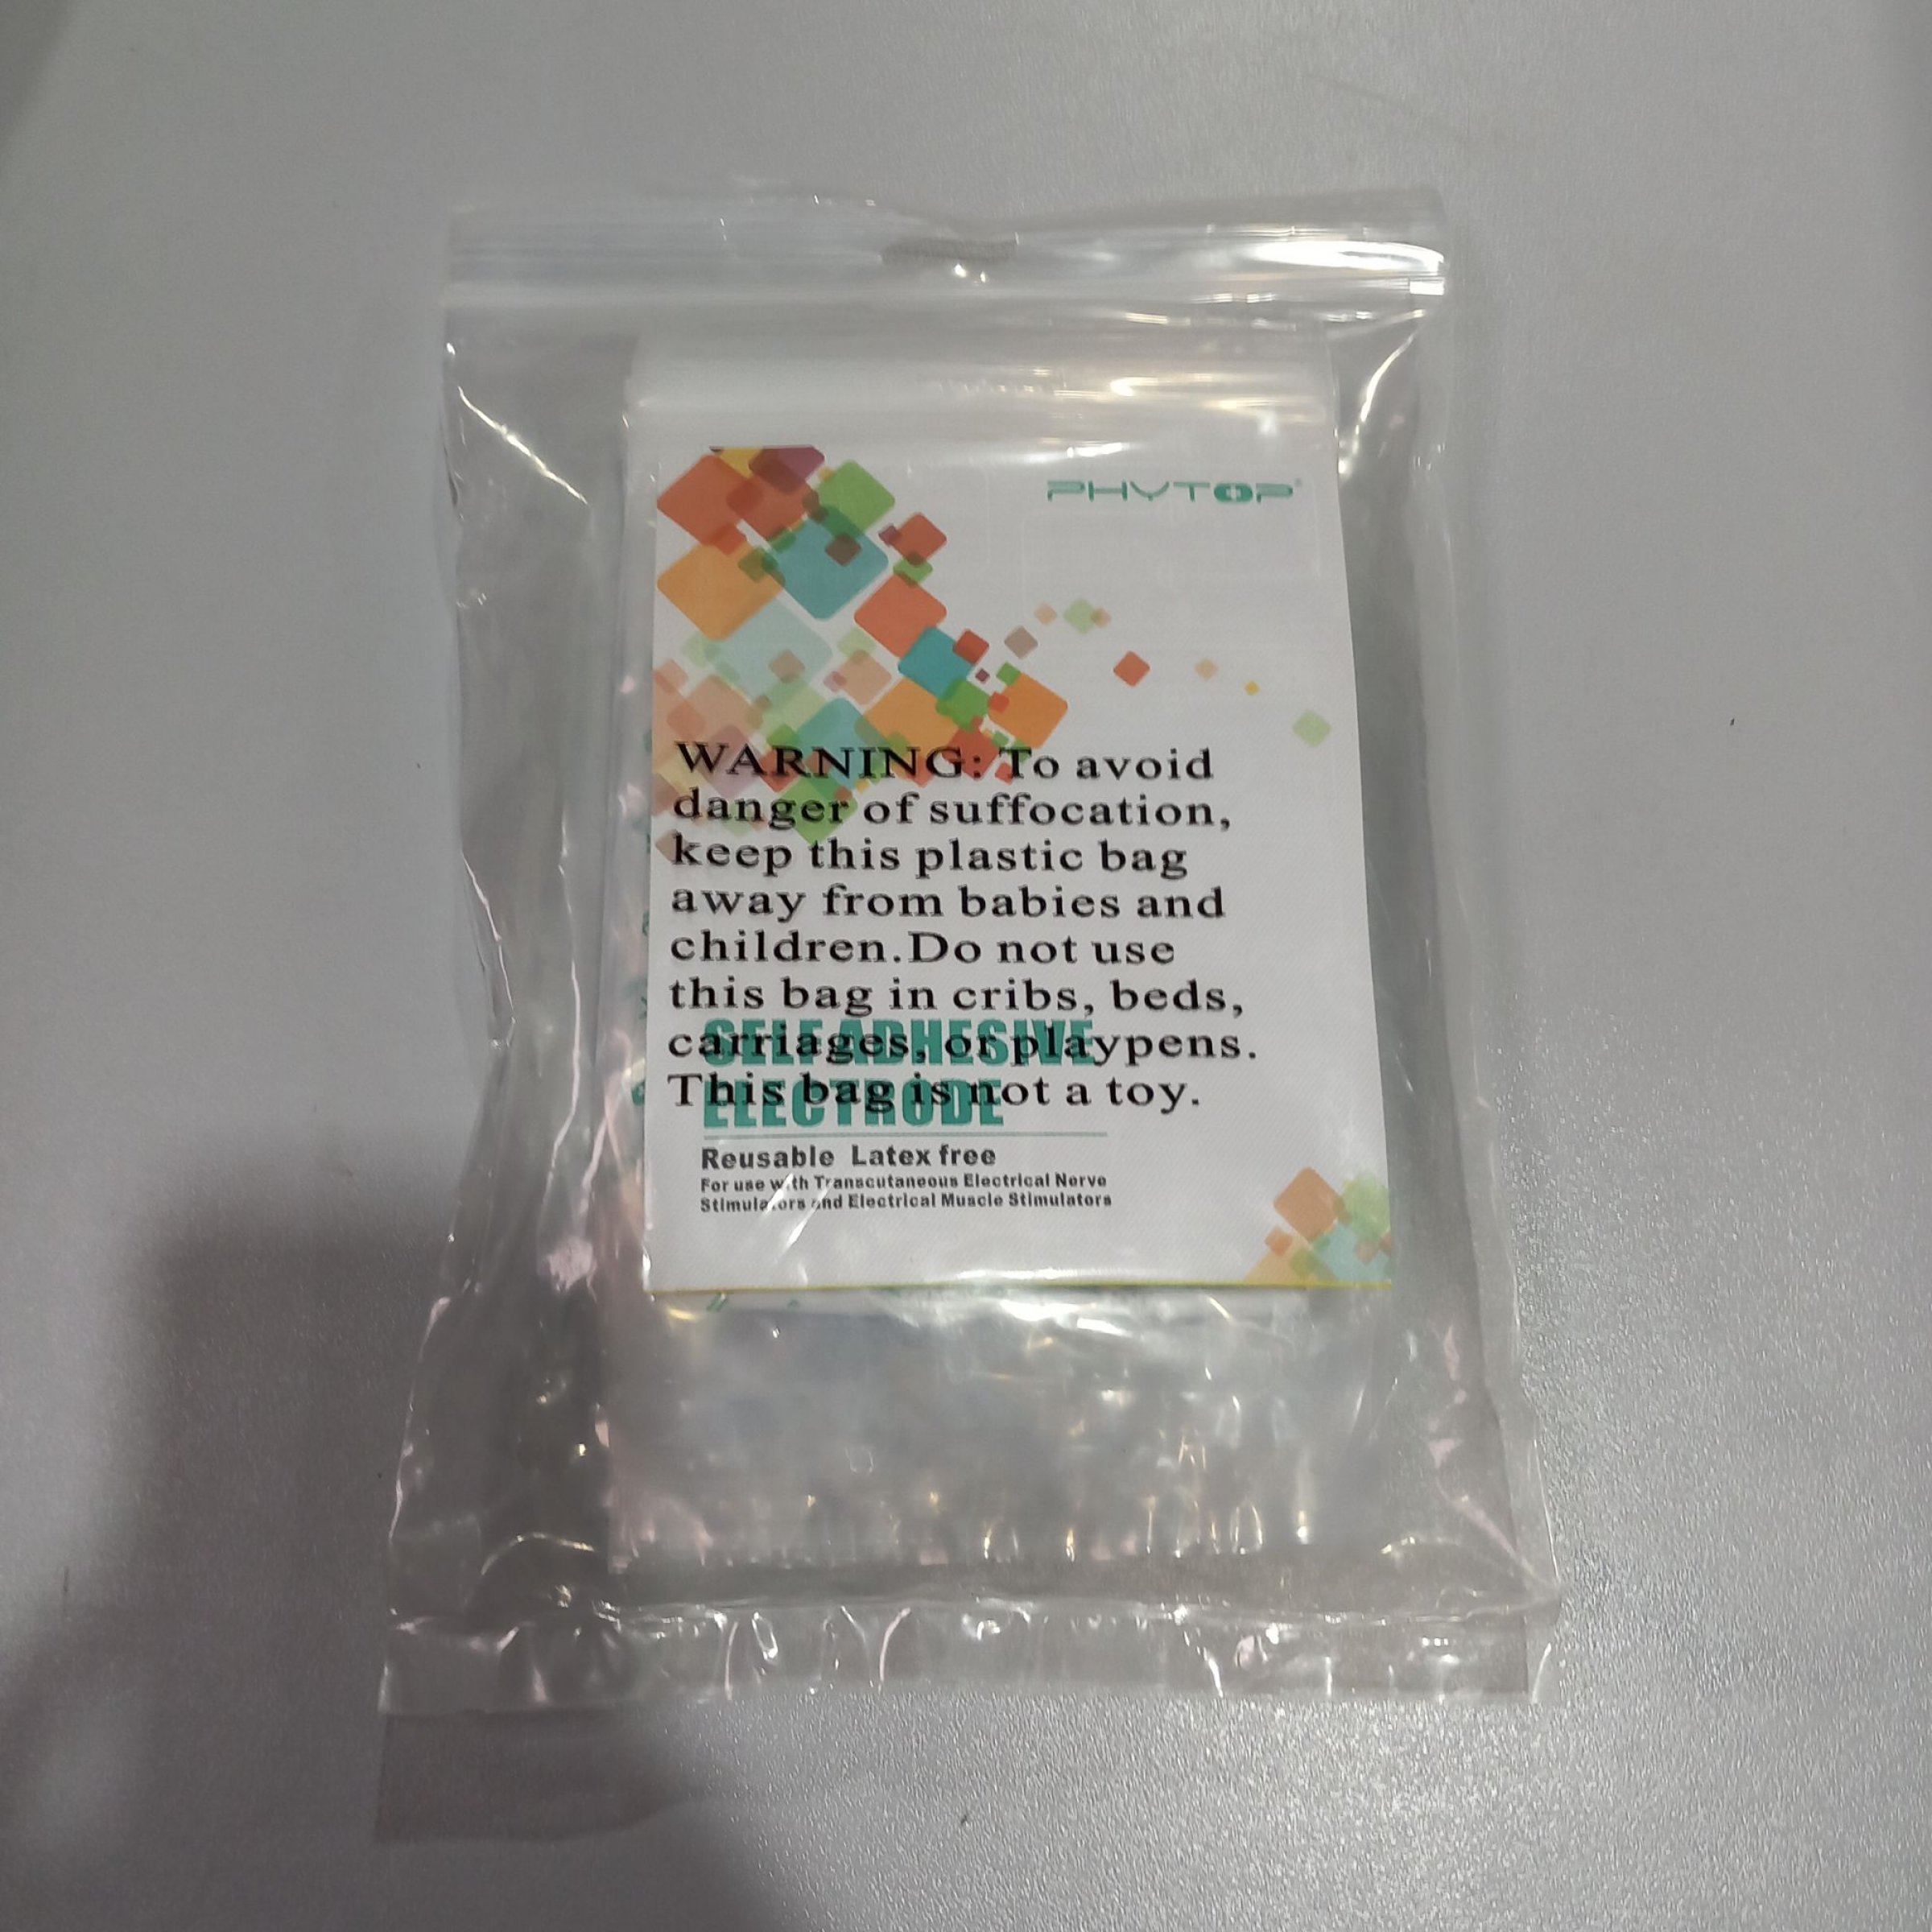 PHYTOP®
WARNING: To avoid
danger of suffocation,
keep this plastic bag
away from babies and
children.Do not use
this bag in cribs, beds,
carriages, or playpens.
This bag is not a toy.
SELF ADHESIVE
ELECTRODE
Reusable Latex free
For use with Transcutaneous Electrical Nerve
Stimulators and Electrical Muscle Stimulators